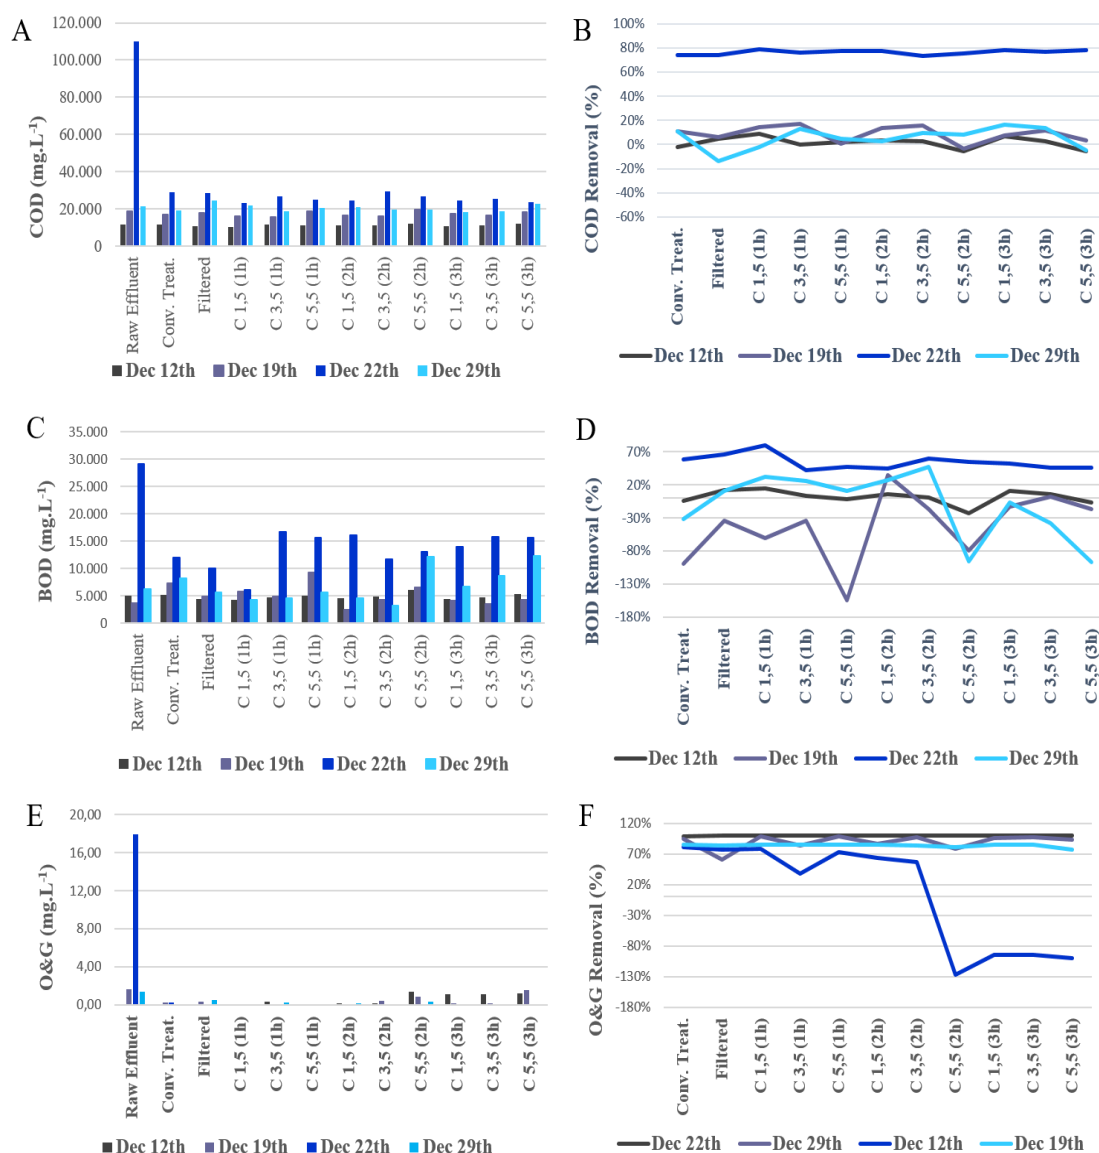 A
COD (mg.L⁻¹)
120.000
100.000
80.000
60.000
40.000
20.000
0
Raw Effluent
Conv. Treat.
Filtered
C 1,5 (1h)
C 3,5 (1h)
C 5,5 (1h)
C 1,5 (2h)
C 3,5 (2h)
C 5,5 (2h)
C 1,5 (3h)
C 3,5 (3h)
C 5,5 (3h)
Dec 12th Dec 19th Dec 22th Dec 29th
B
COD Removal (%)
100%
80%
60%
40%
20%
0%
-20%
-40%
-60%
Conv. Treat.
Filtered
C 1,5 (1h)
C 3,5 (1h)
C 5,5 (1h)
C 1,5 (2h)
C 3,5 (2h)
C 5,5 (2h)
C 1,5 (3h)
C 3,5 (3h)
C 5,5 (3h)
Dec 12th Dec 19th Dec 22th Dec 29th
C
BOD (mg.L⁻¹)
35.000
30.000
25.000
20.000
15.000
10.000
5.000
0
Raw Effluent
Conv. Treat.
Filtered
C 1,5 (1h)
C 3,5 (1h)
C 5,5 (1h)
C 1,5 (2h)
C 3,5 (2h)
C 5,5 (2h)
C 1,5 (3h)
C 3,5 (3h)
C 5,5 (3h)
Dec 12th Dec 19th Dec 22th Dec 29th
D
BOD Removal (%)
70%
20%
-30%
-80%
-130%
-180%
Conv. Treat.
Filtered
C 1,5 (1h)
C 3,5 (1h)
C 5,5 (1h)
C 1,5 (2h)
C 3,5 (2h)
C 5,5 (2h)
C 1,5 (3h)
C 3,5 (3h)
C 5,5 (3h)
Dec 12th Dec 19th Dec 22th Dec 29th
E
O&G (mg.L⁻¹)
20,00
16,00
12,00
8,00
4,00
0,00
Raw Effluent
Conv. Treat.
Filtered
C 1,5 (1h)
C 3,5 (1h)
C 5,5 (1h)
C 1,5 (2h)
C 3,5 (2h)
C 5,5 (2h)
C 1,5 (3h)
C 3,5 (3h)
C 5,5 (3h)
Dec 12th Dec 19th Dec 22th Dec 29th
F
O&G Removal (%)
120%
70%
20%
-30%
-80%
-130%
-180%
Conv. Treat.
Filtered
C 1,5 (1h)
C 3,5 (1h)
C 5,5 (1h)
C 1,5 (2h)
C 3,5 (2h)
C 5,5 (2h)
C 1,5 (3h)
C 3,5 (3h)
C 5,5 (3h)
Dec 22th Dec 29th Dec 12th Dec 19th